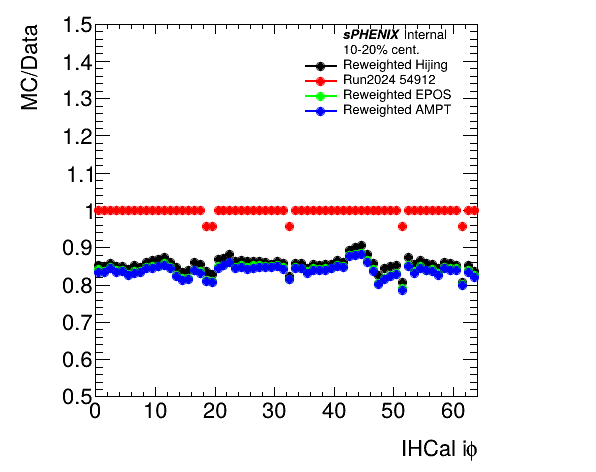 MC/Data
1.5
1.4
1.3
1.2
1.1
1
0.9
0.8
0.7
0.6
0.5
sPHENIX Internal
10-20% cent.
Reweighted Hijing
Run2024 54912
Reweighted EPOS
Reweighted AMPT
0 10 20 30 40 50 60
IHCal iϕ